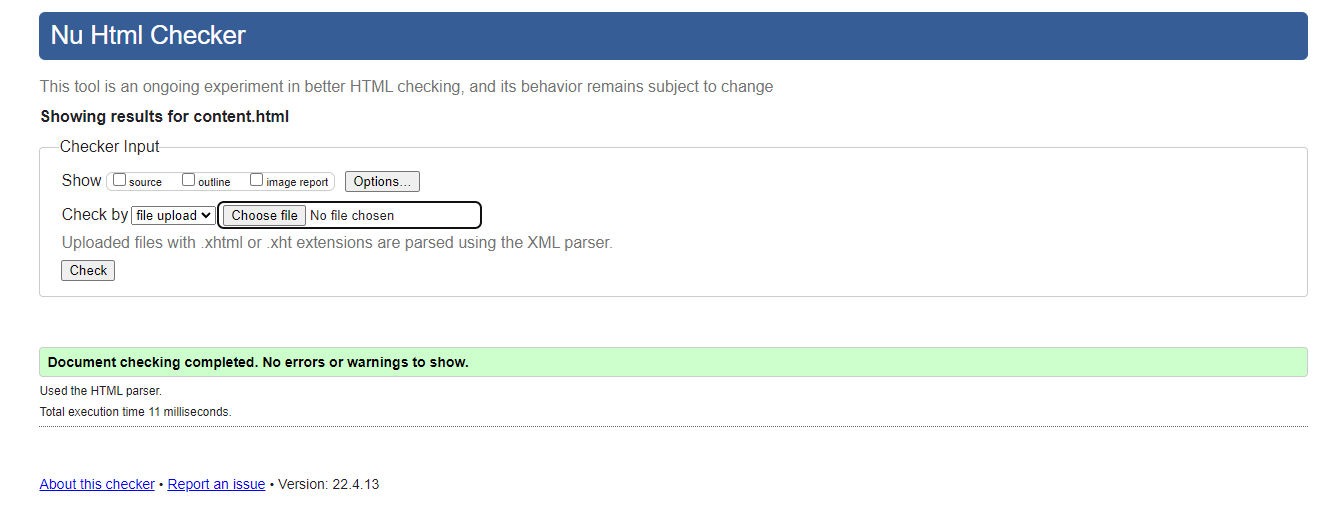 Nu Html Checker
This tool is an ongoing experiment in better HTML checking, and its behavior remains subject to change
Showing results for content.html
Checker Input
Show source outline image report Options...
Check by file upload Choose file No file chosen
Uploaded files with .xhtml or .xht extensions are parsed using the XML parser.
Check
Document checking completed. No errors or warnings to show.
Used the HTML parser.
Total execution time 11 milliseconds.
About this checker • Report an issue • Version: 22.4.13